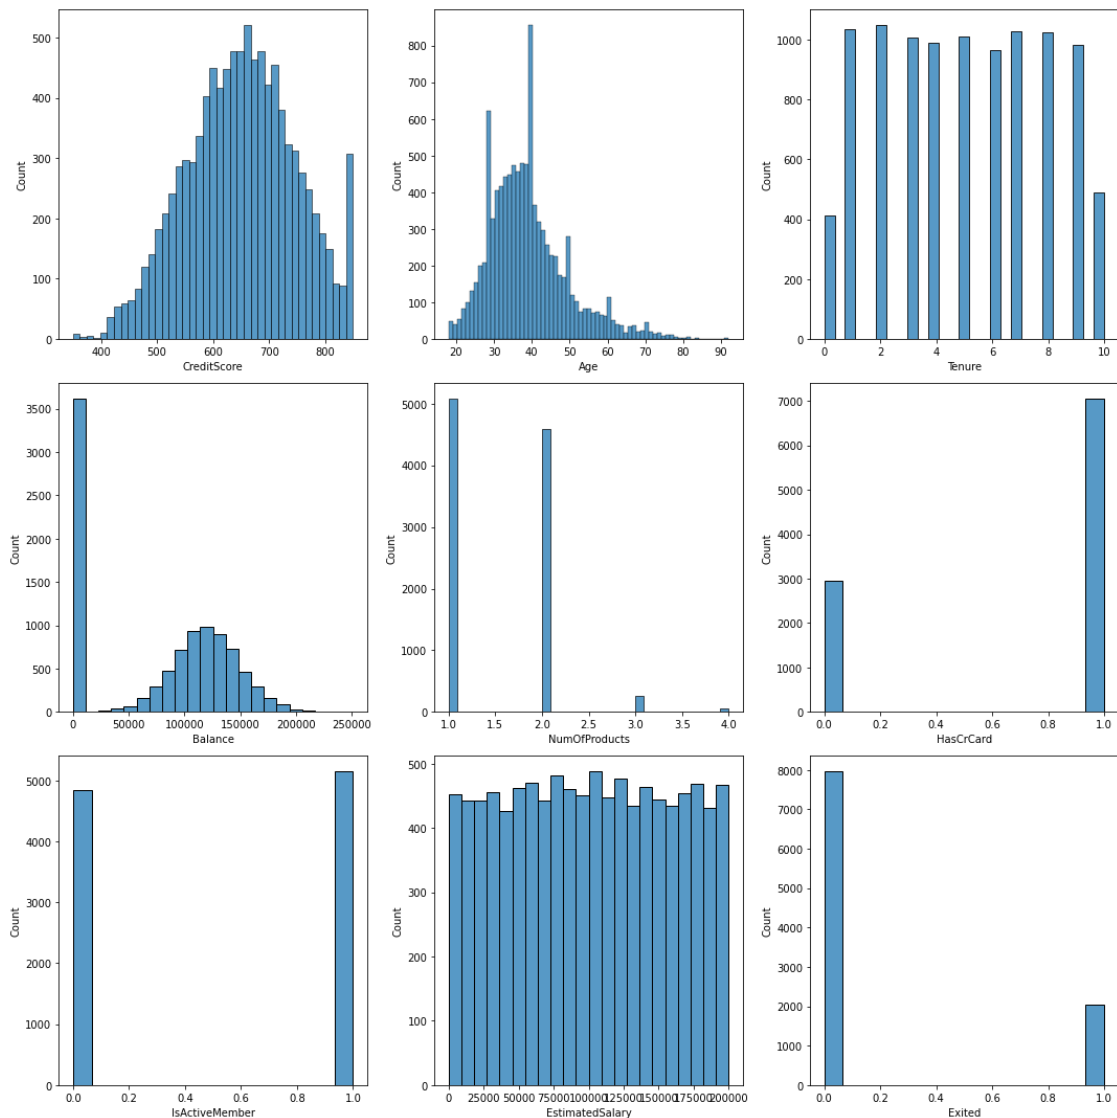 Count
500
400
300
200
100
0
400 500 600 700 800
CreditScore
Count
800
700
600
500
400
300
200
100
0
20 30 40 50 60 70 80 90
Age
Count
1000
800
600
400
200
0
0 2 4 6 8 10
Tenure
Count
3500
3000
2500
2000
1500
1000
500
0
0 50000 100000 150000 200000 250000
Balance
Count
5000
4000
3000
2000
1000
0
1.0 1.5 2.0 2.5 3.0 3.5 4.0
NumOfProducts
Count
7000
6000
5000
4000
3000
2000
1000
0
0.0 0.2 0.4 0.6 0.8 1.0
HasCrCard
Count
5000
4000
3000
2000
1000
0
0.0 0.2 0.4 0.6 0.8 1.0
IsActiveMember
Count
500
400
300
200
100
0
0 25000 50000 75000 100000 125000 150000 175000 200000
EstimatedSalary
Count
8000
7000
6000
5000
4000
3000
2000
1000
0
0.0 0.2 0.4 0.6 0.8 1.0
Exited